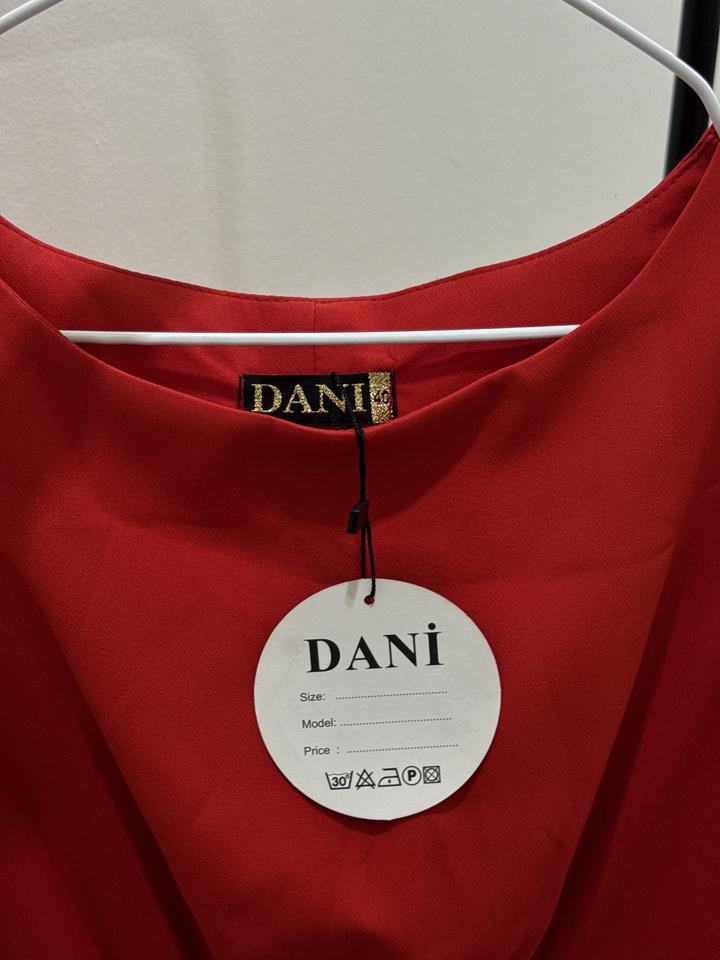 DANI 40
DANİ
Size: ........................................
Model: ........................................
Price : ........................................
30° P